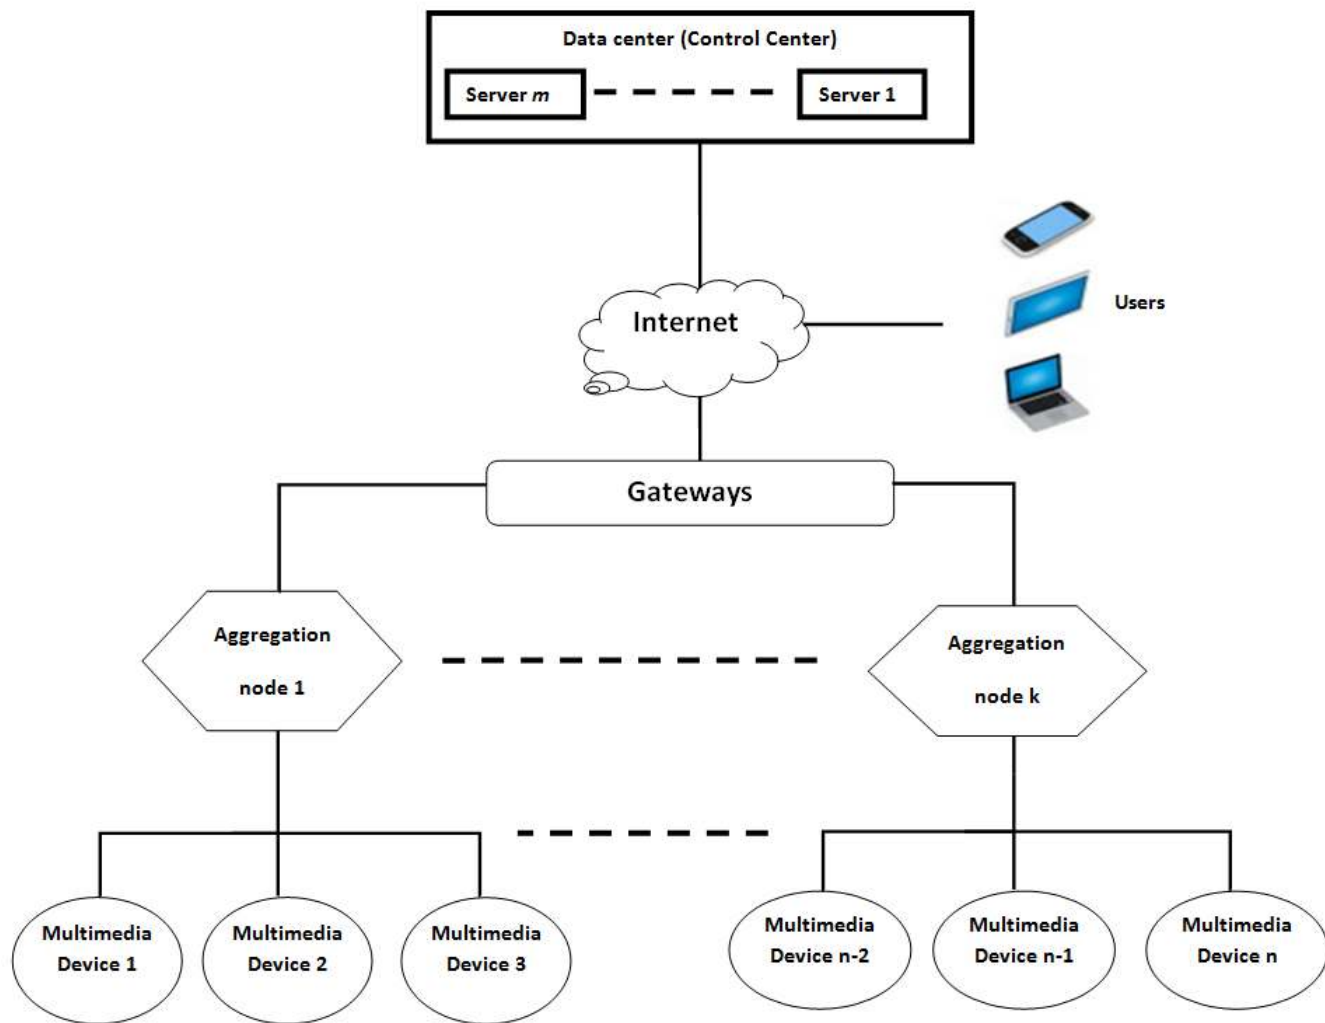 Data center (Control Center)
Server m
Server 1
Users
Internet
Gateways
Aggregation
node 1
Aggregation
node k
Multimedia
Device 1
Multimedia
Device 2
Multimedia
Device 3
Multimedia
Device n-2
Multimedia
Device n-1
Multimedia
Device n